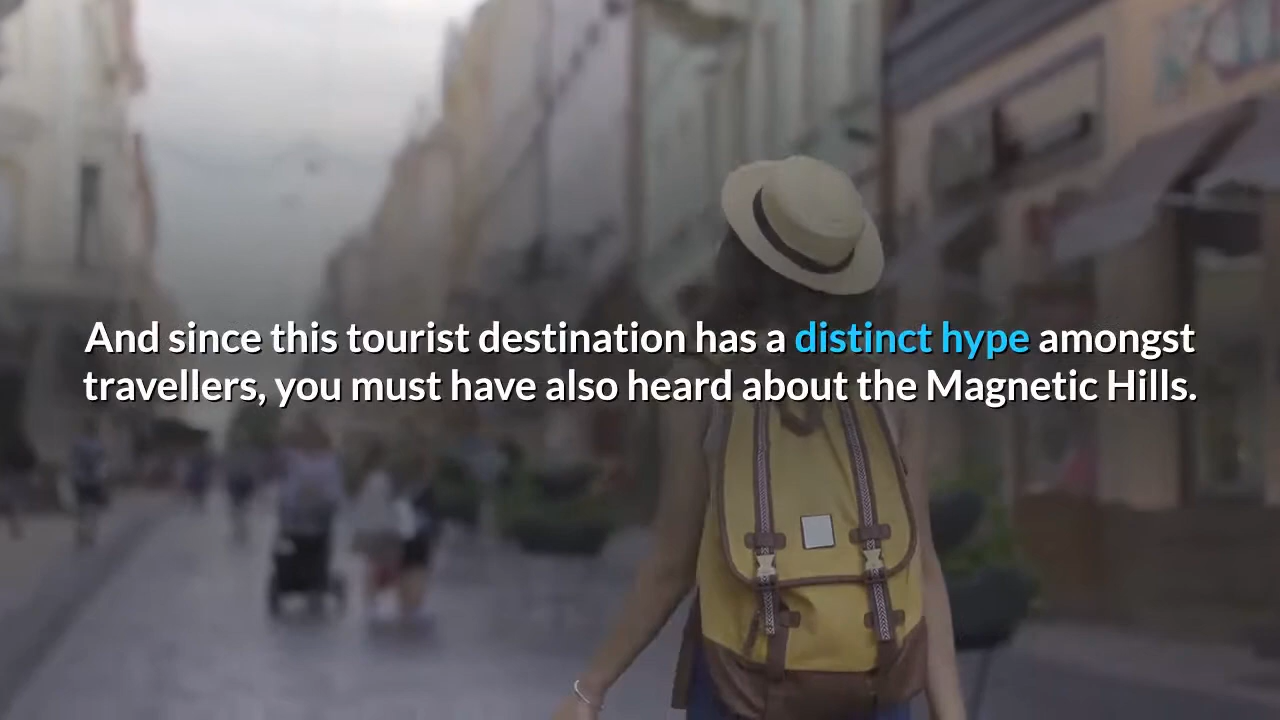 And since this tourist destination has a distinct hype amongst
travellers, you must have also heard about the Magnetic Hills.